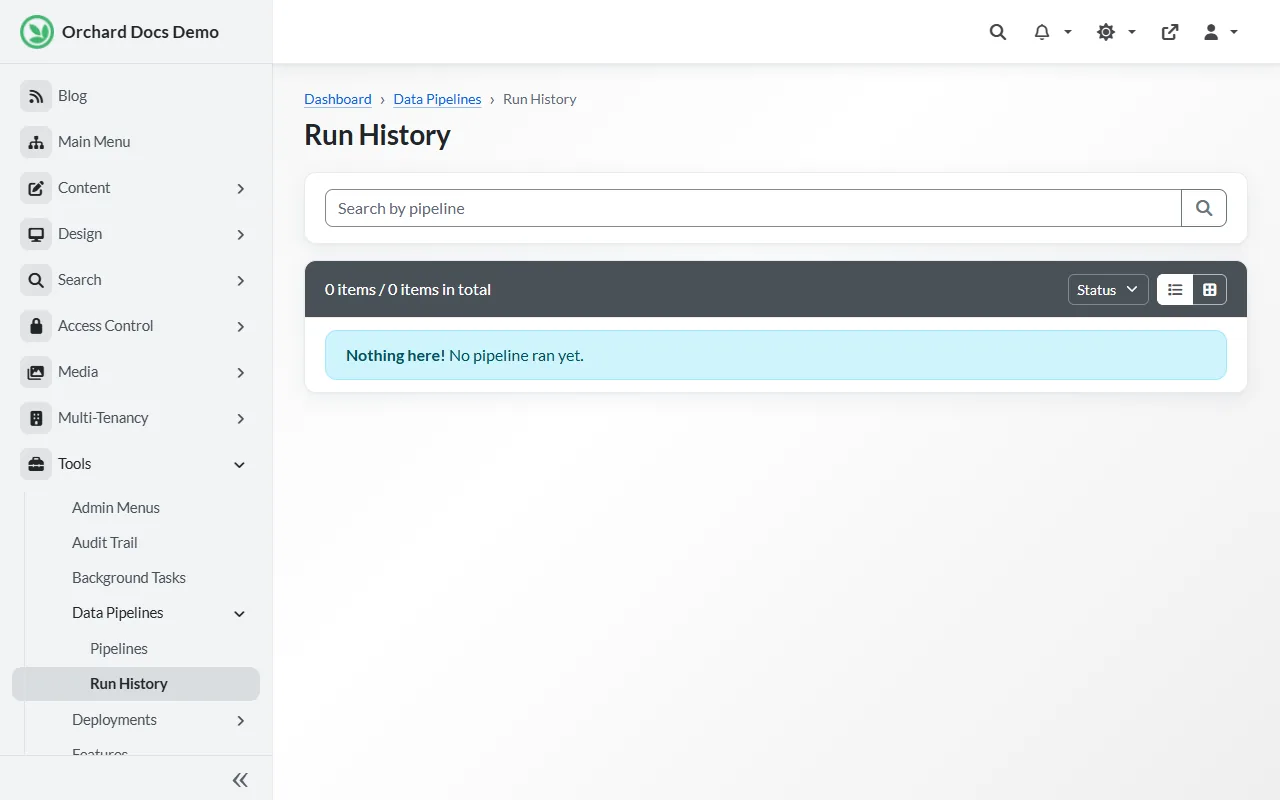 Orchard Docs Demo
Blog
Main Menu
Content
Design
Search
Access Control
Media
Multi-Tenancy
Tools
Admin Menus
Audit Trail
Background Tasks
Data Pipelines
Pipelines
Run History
Deployments
Features
Dashboard › Data Pipelines › Run History
Run History
Search by pipeline
0 items / 0 items in total
Status
Nothing here! No pipeline ran yet.